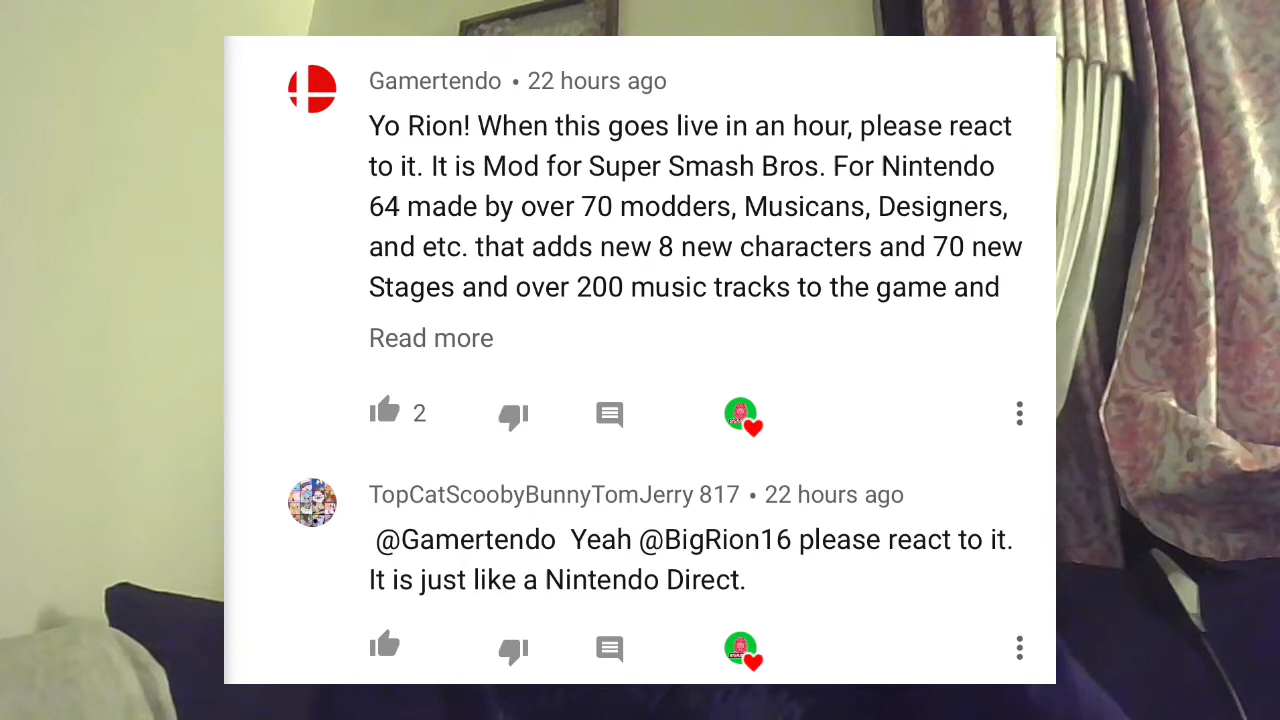 Gamertendo • 22 hours ago
Yo Rion! When this goes live in an hour, please react
to it. It is Mod for Super Smash Bros. For Nintendo
64 made by over 70 modders, Musicans, Designers,
and etc. that adds new 8 new characters and 70 new
Stages and over 200 music tracks to the game and
Read more
2
TopCatScoobyBunnyTomJerry 817 • 22 hours ago
@Gamertendo Yeah @BigRion16 please react to it.
It is just like a Nintendo Direct.